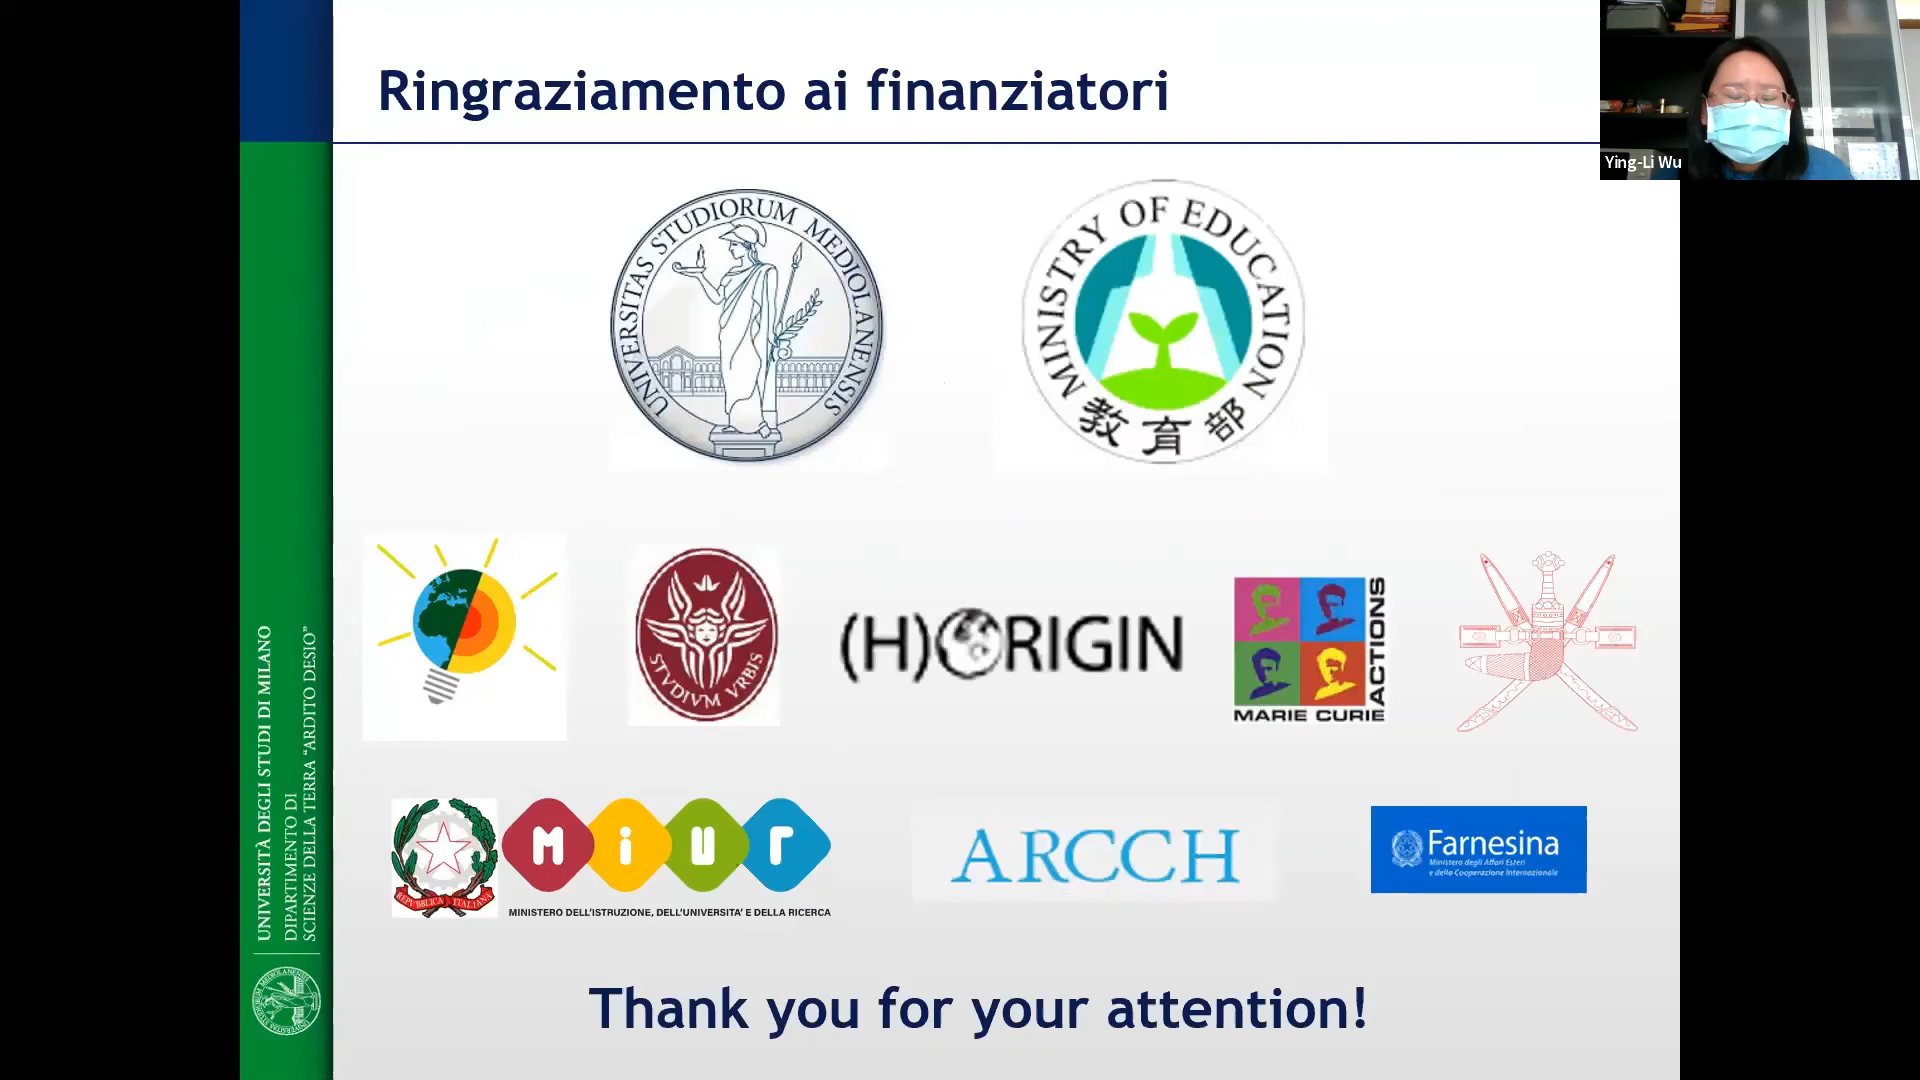 Ringraziamento ai finanziatori
Ying-Li Wu
UNIVERSITAS STUDIORUM MEDIOLANENSIS
MINISTRY OF EDUCATION
教育部
STVDIVM VRBIS
(H)ORIGIN
MARIE CURIE
ACTIONS
REPVBBLICA ITALIANA
MiUr
MINISTERO DELL'ISTRUZIONE, DELL'UNIVERSITA' E DELLA RICERCA
ARCCH
Farnesina
Ministero degli Affari Esteri
e della Cooperazione Internazionale
Thank you for your attention!
UNIVERSITÀ DEGLI STUDI DI MILANO
DIPARTIMENTO DI
SCIENZE DELLA TERRA “ARDITO DESIO”